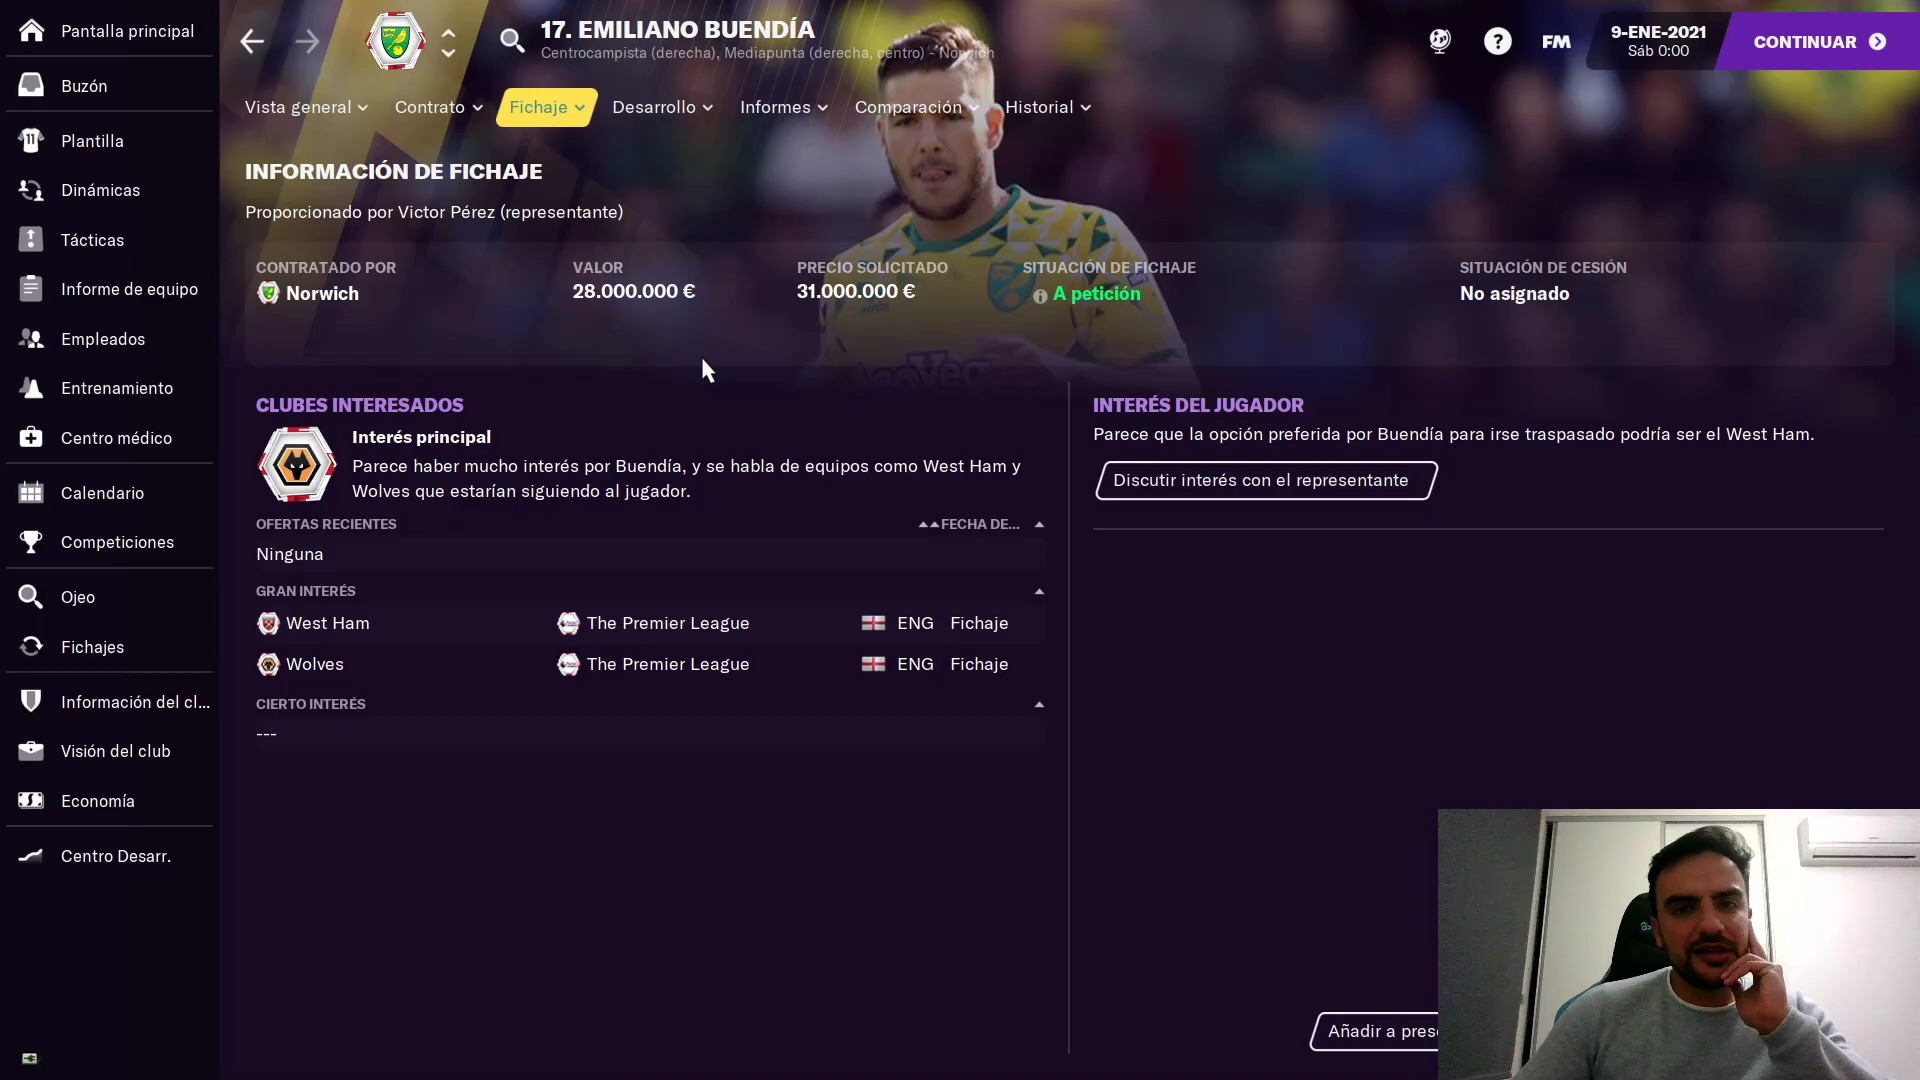 Pantalla principal
Buzón
Plantilla
Dinámicas
Tácticas
Informe de equipo
Empleados
Entrenamiento
Centro médico
Calendario
Competiciones
Ojeo
Fichajes
Información del cl...
Visión del club
Economía
Centro Desarr.
17. EMILIANO BUENDÍA
Centrocampista (derecha), Mediapunta (derecha, centro) - Norwich
FM
9-ENE-2021
Sáb 0:00
CONTINUAR
Vista general
Contrato
Fichaje
Desarrollo
Informes
Comparación
Historial
INFORMACIÓN DE FICHAJE
Proporcionado por Victor Pérez (representante)
CONTRATADO POR
Norwich
VALOR
28.000.000 €
PRECIO SOLICITADO
31.000.000 €
SITUACIÓN DE FICHAJE
A petición
SITUACIÓN DE CESIÓN
No asignado
CLUBES INTERESADOS
Interés principal
Parece haber mucho interés por Buendía, y se habla de equipos como West Ham y
Wolves que estarían siguiendo al jugador.
OFERTAS RECIENTES FECHA DE...
Ninguna
GRAN INTERÉS
West Ham The Premier League ENG Fichaje
Wolves The Premier League ENG Fichaje
CIERTO INTERÉS
---
INTERÉS DEL JUGADOR
Parece que la opción preferida por Buendía para irse traspasado podría ser el West Ham.
Discutir interés con el representante
Añadir a prese